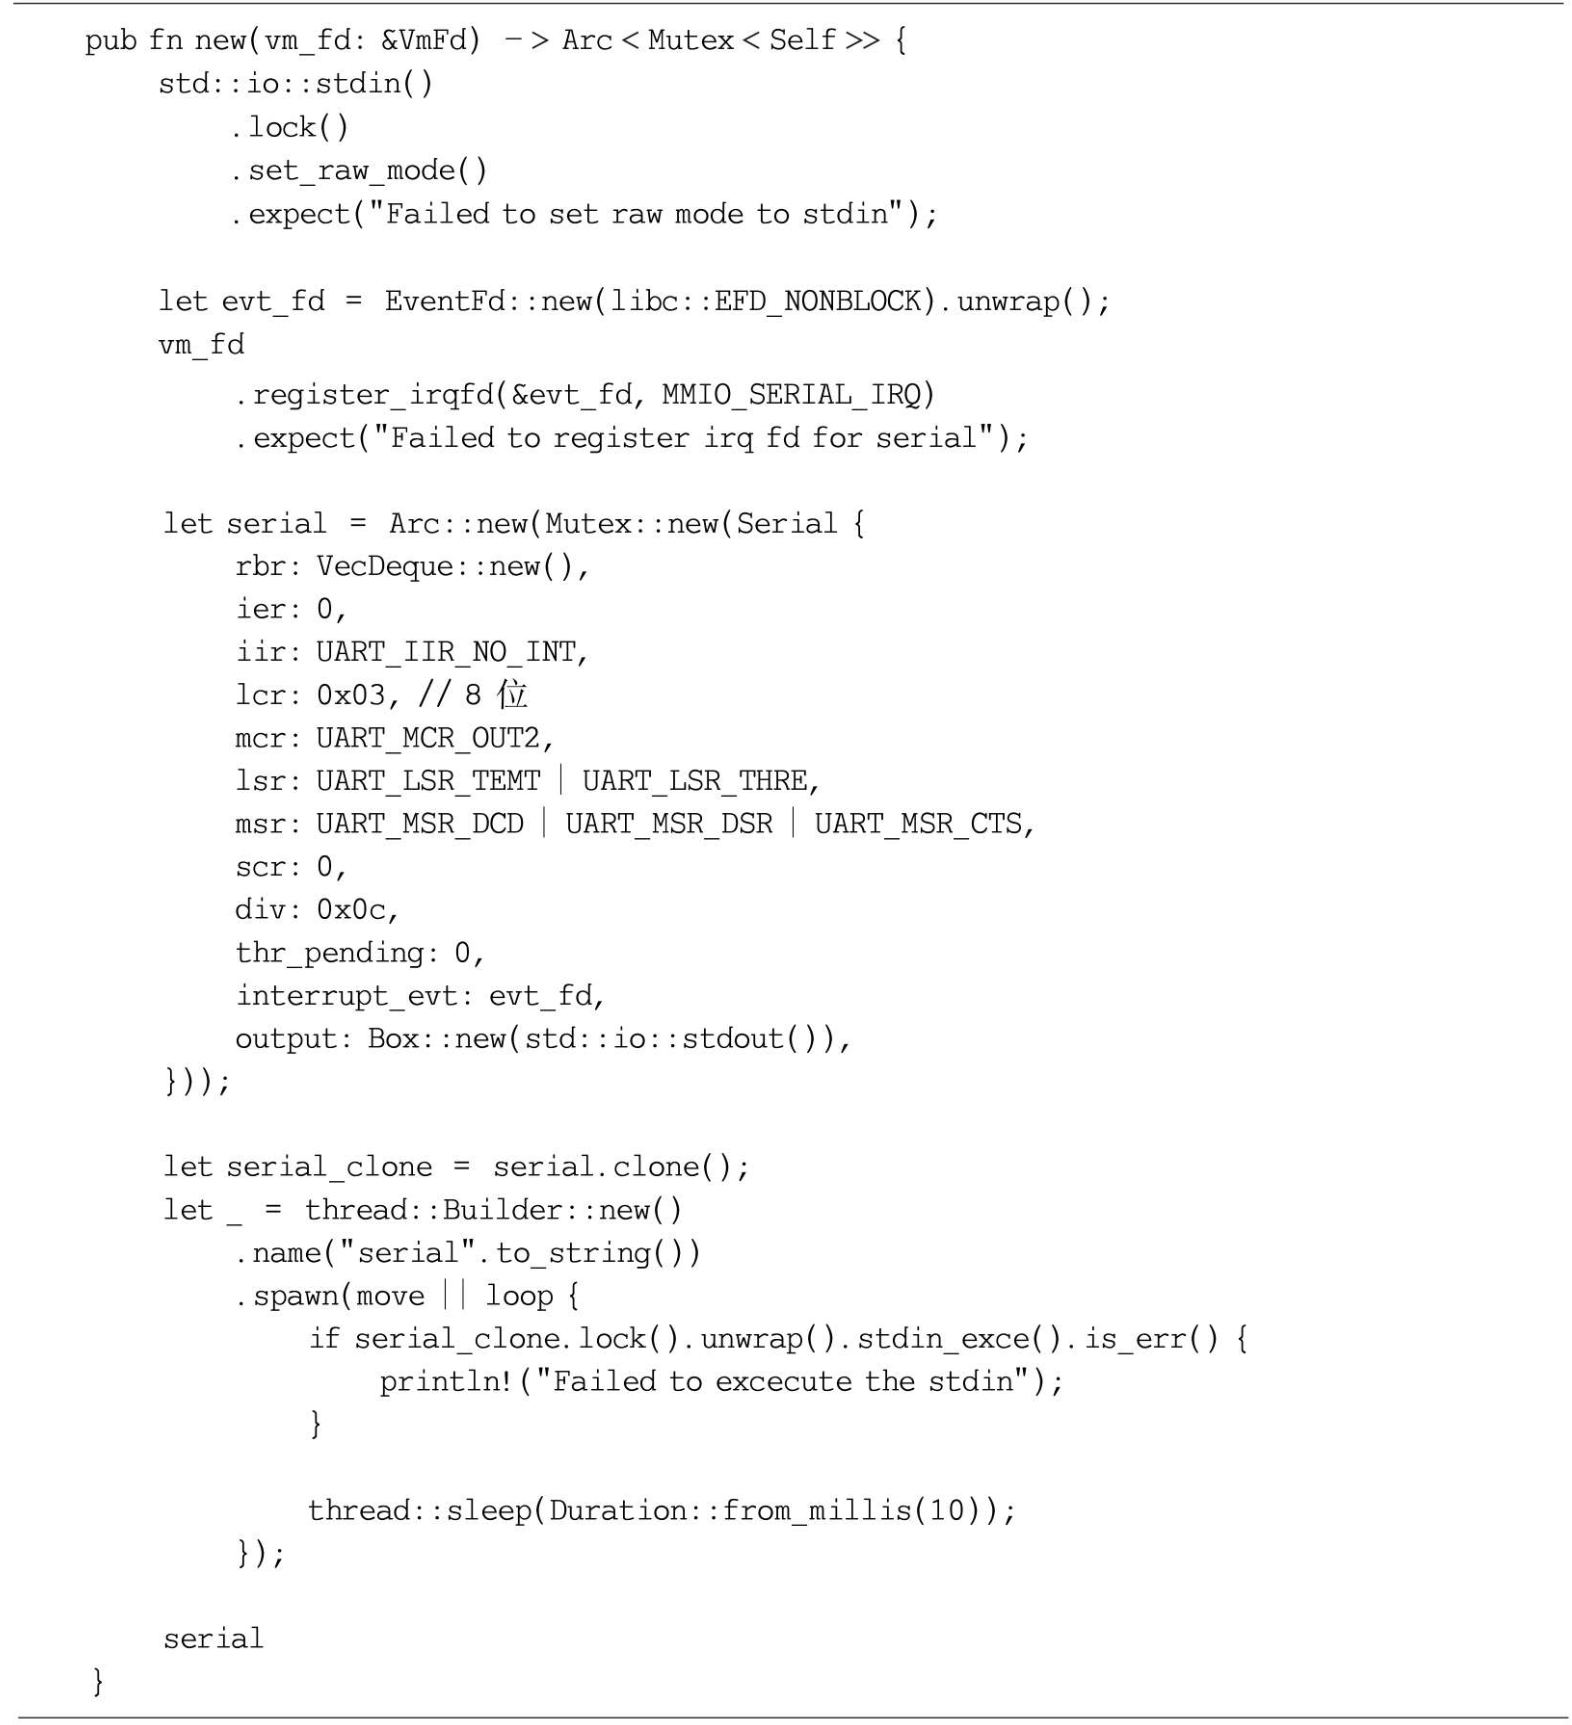 pub fn new(vm_fd: &VmFd) -> Arc<Mutex<Self>> {
    std::io::stdin()
        .lock()
        .set_raw_mode()
        .expect("Failed to set raw mode to stdin");

    let evt_fd = EventFd::new(libc::EFD_NONBLOCK).unwrap();
    vm_fd
        .register_irqfd(&evt_fd, MMIO_SERIAL_IRQ)
        .expect("Failed to register irq fd for serial");

    let serial = Arc::new(Mutex::new(Serial {
        rbr: VecDeque::new(),
        ier: 0,
        iir: UART_IIR_NO_INT,
        lcr: 0x03, // 8 位
        mcr: UART_MCR_OUT2,
        lsr: UART_LSR_TEMT | UART_LSR_THRE,
        msr: UART_MSR_DCD | UART_MSR_DSR | UART_MSR_CTS,
        scr: 0,
        div: 0x0c,
        thr_pending: 0,
        interrupt_evt: evt_fd,
        output: Box::new(std::io::stdout()),
    }));

    let serial_clone = serial.clone();
    let _ = thread::Builder::new()
        .name("serial".to_string())
        .spawn(move || loop {
            if serial_clone.lock().unwrap().stdin_exce().is_err() {
                println!("Failed to excecute the stdin");
            }

            thread::sleep(Duration::from_millis(10));
        });

    serial
}